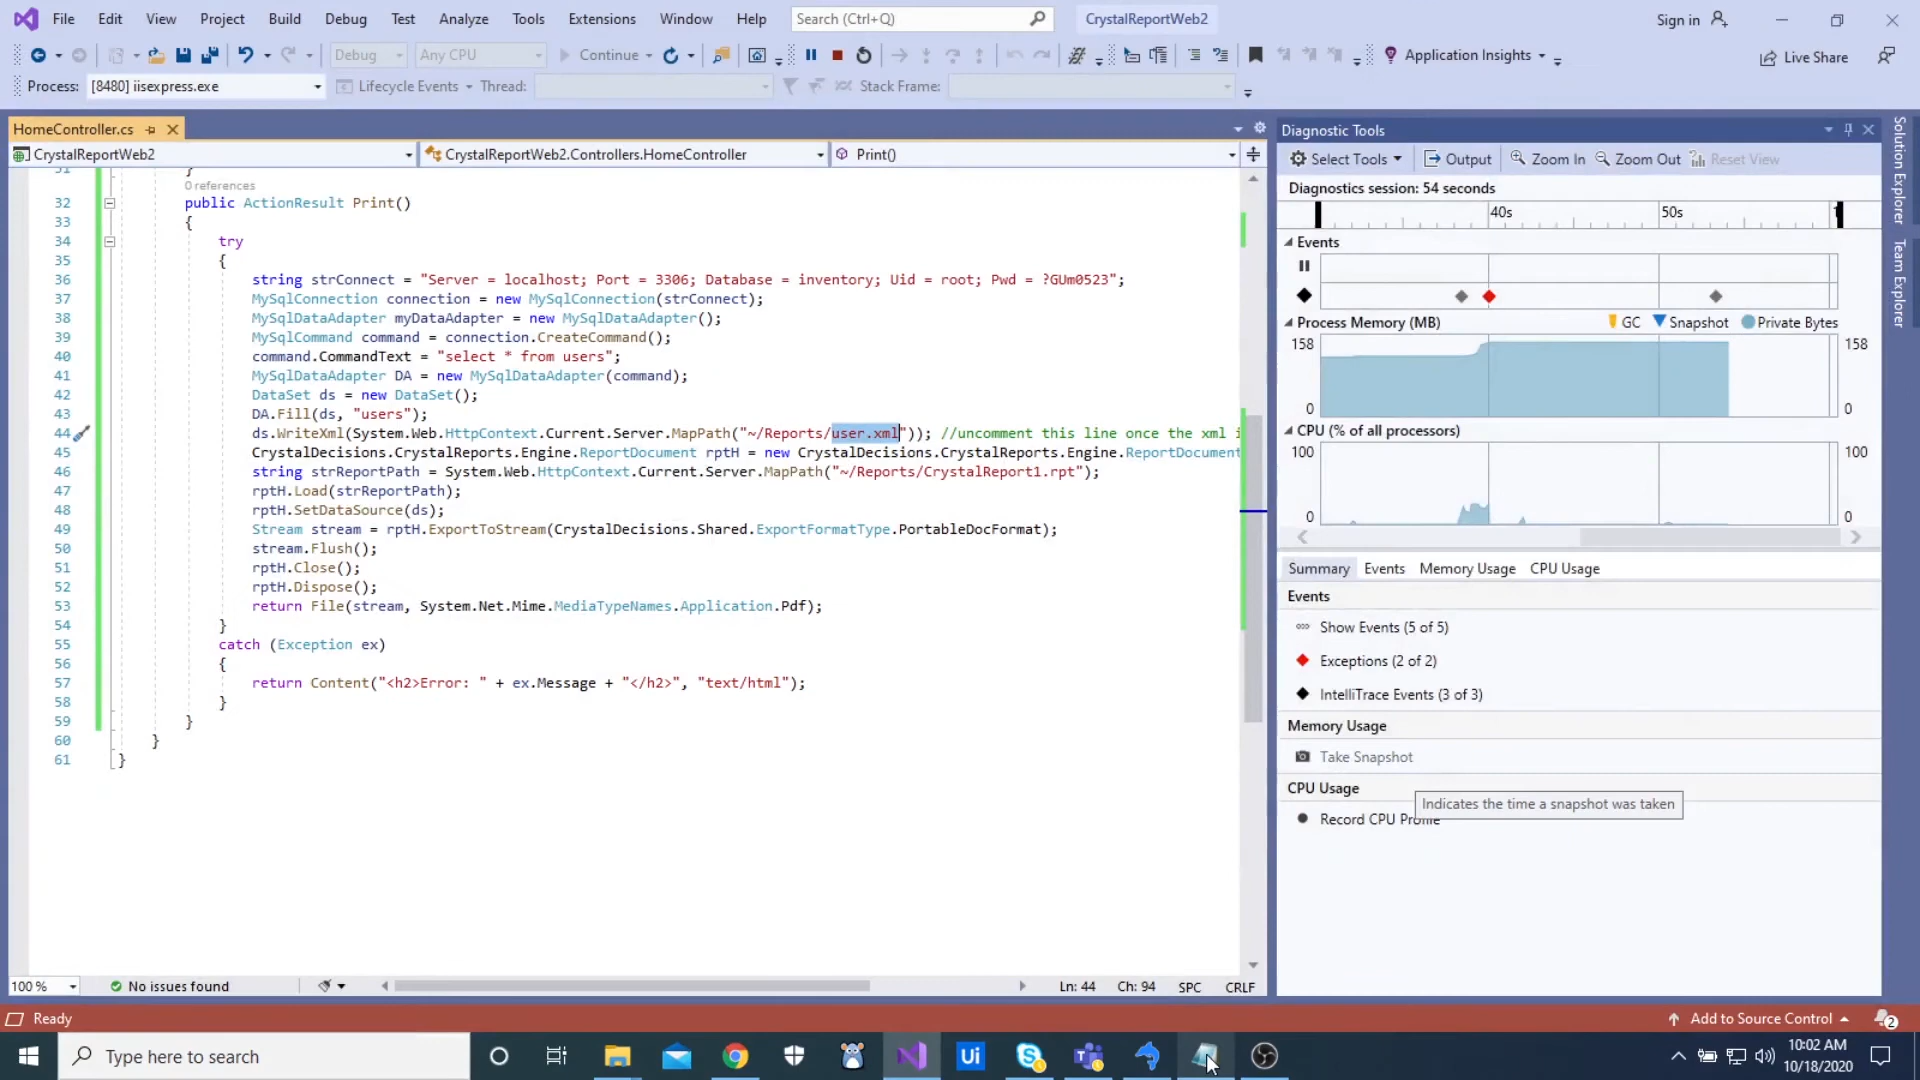 File Edit View Project Build Debug Test Analyze Tools Extensions Window Help Search (Ctrl+Q) CrystalReportWeb2 Sign in
Debug Any CPU Continue Application Insights Live Share
Process: [8480] iisexpress.exe Lifecycle Events Thread: Stack Frame:
HomeController.cs
CrystalReportWeb2 CrystalReportWeb2.Controllers.HomeController Print()
31 }
0 references
32 public ActionResult Print()
33 {
34 try
35 {
36 string strConnect = "Server = localhost; Port = 3306; Database = inventory; Uid = root; Pwd = ?GUm0523";
37 MySqlConnection connection = new MySqlConnection(strConnect);
38 MySqlDataAdapter myDataAdapter = new MySqlDataAdapter();
39 MySqlCommand command = connection.CreateCommand();
40 command.CommandText = "select * from users";
41 MySqlDataAdapter DA = new MySqlDataAdapter(command);
42 DataSet ds = new DataSet();
43 DA.Fill(ds, "users");
44 ds.WriteXml(System.Web.HttpContext.Current.Server.MapPath("~/Reports/user.xml")); //uncomment this line once the xml i
45 CrystalDecisions.CrystalReports.Engine.ReportDocument rptH = new CrystalDecisions.CrystalReports.Engine.ReportDocument
46 string strReportPath = System.Web.HttpContext.Current.Server.MapPath("~/Reports/CrystalReport1.rpt");
47 rptH.Load(strReportPath);
48 rptH.SetDataSource(ds);
49 Stream stream = rptH.ExportToStream(CrystalDecisions.Shared.ExportFormatType.PortableDocFormat);
50 stream.Flush();
51 rptH.Close();
52 rptH.Dispose();
53 return File(stream, System.Net.Mime.MediaTypeNames.Application.Pdf);
54 }
55 catch (Exception ex)
56 {
57 return Content("<h2>Error: " + ex.Message + "</h2>", "text/html");
58 }
59 }
60 }
61 }
100 % No issues found Ln: 44 Ch: 94 SPC CRLF
Diagnostic Tools
Select Tools Output Zoom In Zoom Out Reset View
Diagnostics session: 54 seconds
40s 50s
Events
Process Memory (MB) GC Snapshot Private Bytes
158 158
0 0
CPU (% of all processors)
100 100
0 0
Summary Events Memory Usage CPU Usage
Events
Show Events (5 of 5)
Exceptions (2 of 2)
IntelliTrace Events (3 of 3)
Memory Usage
Take Snapshot
CPU Usage
Indicates the time a snapshot was taken
Record CPU Profile
Solution Explorer
Team Explorer
Ready Add to Source Control 2
Type here to search Ui 10:02 AM
10/18/2020